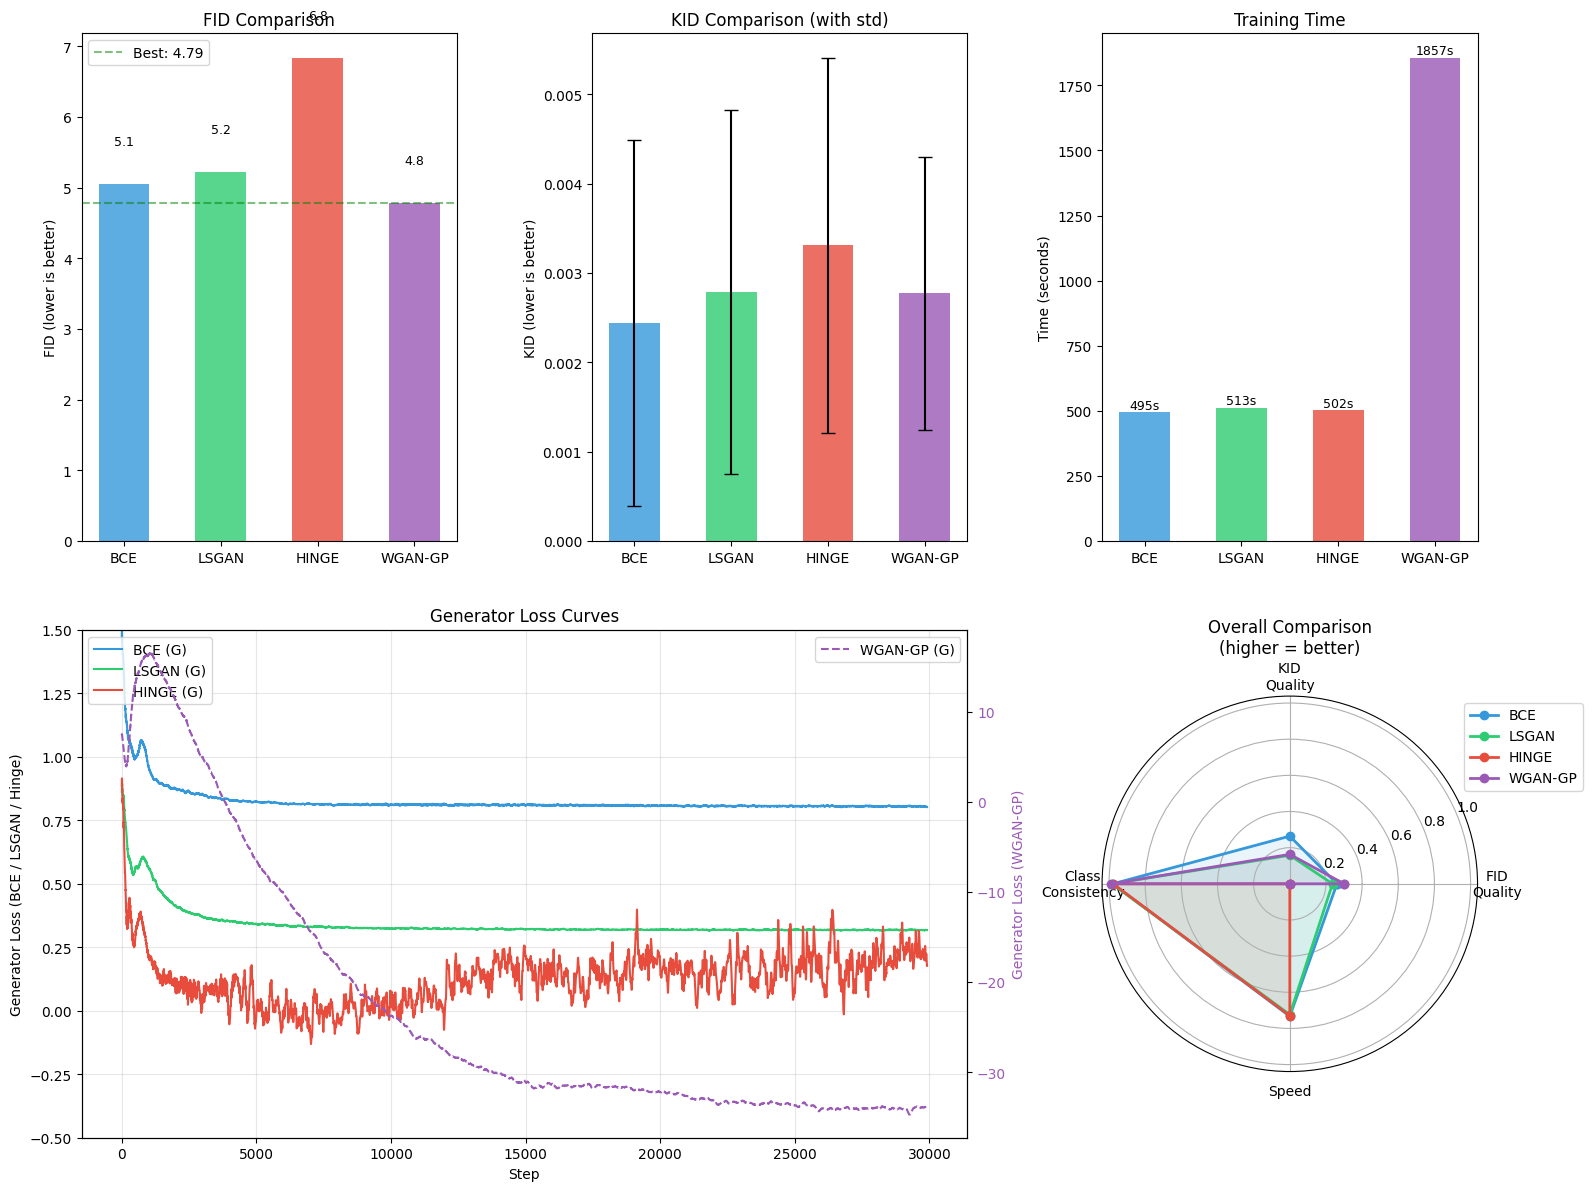 FID Comparison
6.8
7
6
5
4
3
2
1
0
FID (lower is better)
Best: 4.79
5.1
5.2
4.8
BCE
LSGAN
HINGE
WGAN-GP
KID Comparison (with std)
0.005
0.004
0.003
0.002
0.001
0.000
KID (lower is better)
BCE
LSGAN
HINGE
WGAN-GP
Training Time
1750
1500
1250
1000
750
500
250
0
Time (seconds)
495s
513s
502s
1857s
BCE
LSGAN
HINGE
WGAN-GP
Generator Loss Curves
1.50
1.25
1.00
0.75
0.50
0.25
0.00
−0.25
−0.50
Generator Loss (BCE / LSGAN / Hinge)
BCE (G)
LSGAN (G)
HINGE (G)
WGAN-GP (G)
10
0
−10
−20
−30
Generator Loss (WGAN-GP)
0
5000
10000
15000
20000
25000
30000
Step
Overall Comparison
(higher = better)
KID
Quality
BCE
LSGAN
HINGE
WGAN-GP
1.0
0.8
0.6
0.4
0.2
Class
Consistency
FID
Quality
Speed